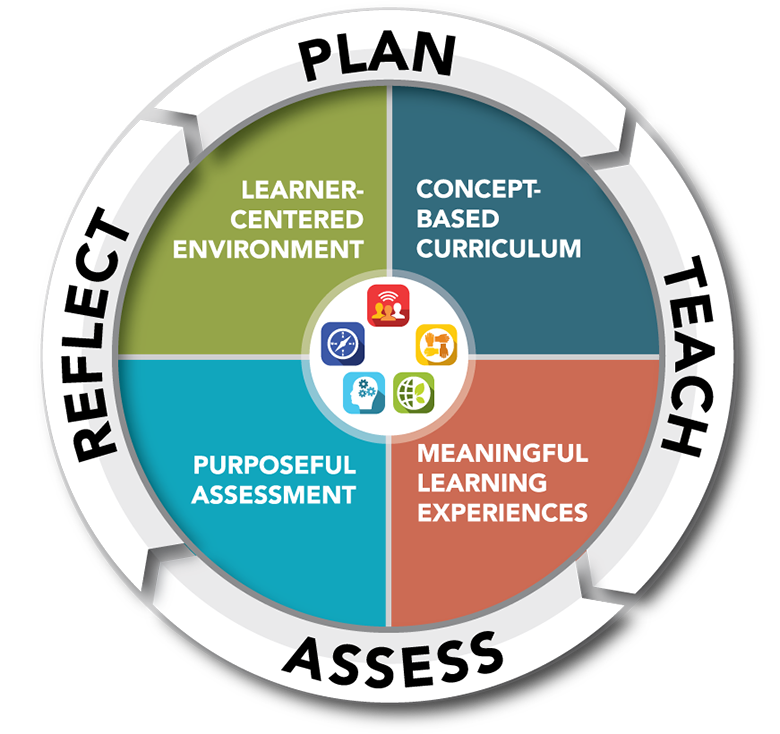 PLAN
LEARNER-
CENTERED
ENVIRONMENT
CONCEPT-
BASED
CURRICULUM
TEACH
REFLECT
PURPOSEFUL
ASSESSMENT
MEANINGFUL
LEARNING
EXPERIENCES
ASSESS